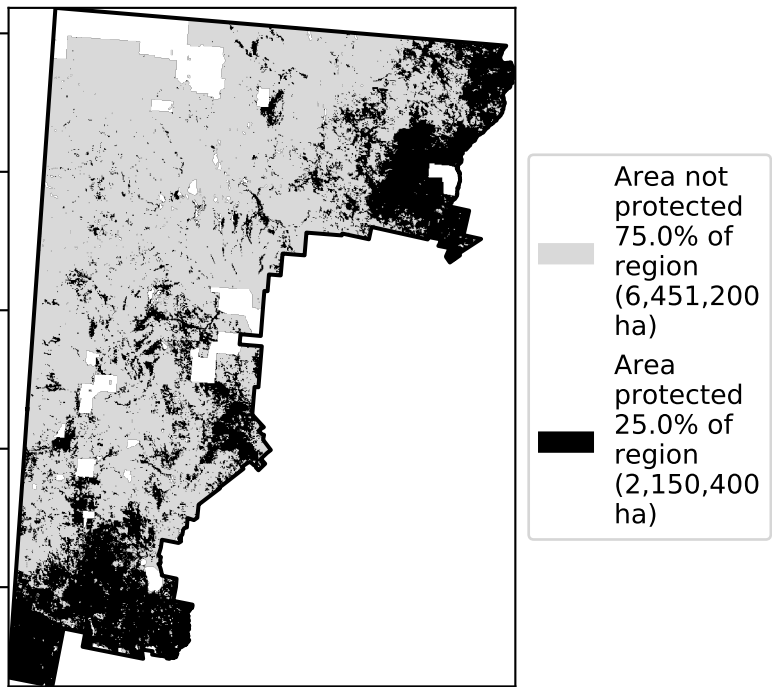 Area not
protected
75.0% of
region
(6,451,200
ha)
Area
protected
25.0% of
region
(2,150,400
ha)